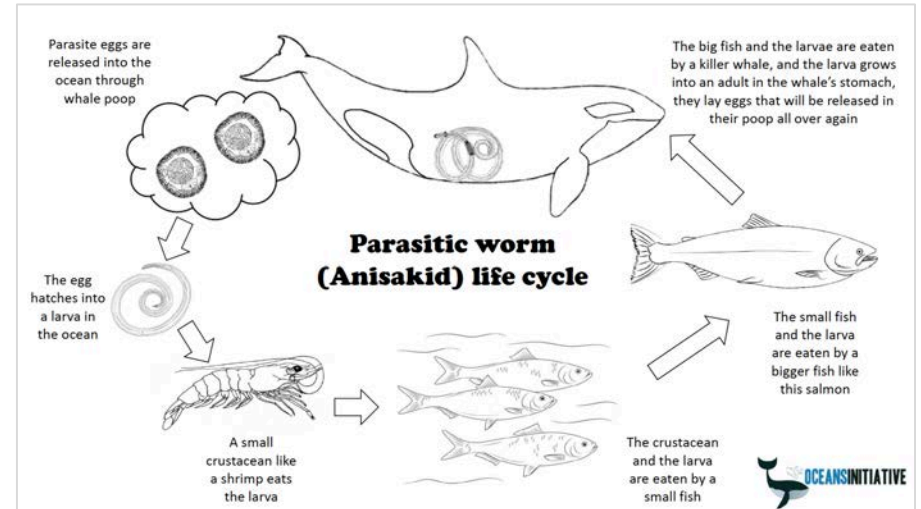 Parasite eggs are
released into the
ocean through
whale poop
The big fish and the larvae are eaten
by a killer whale, and the larva grows
into an adult in the whale's stomach,
they lay eggs that will be released in
their poop all over again
Parasitic worm
(Anisakid) life cycle
The egg
hatches into
a larva in
the ocean
The small fish
and the larva
are eaten by a
bigger fish like
this salmon
A small
crustacean like
a shrimp eats
the larva
The crustacean
and the larva
are eaten by a
small fish
OCEANSINITIATIVE